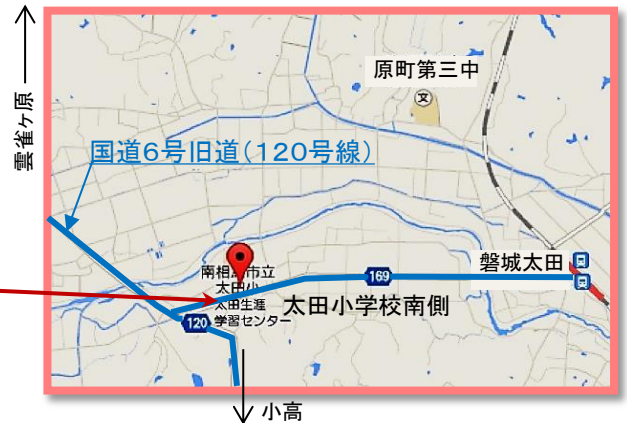 雲雀ヶ原
原町第三中
文
国道6号旧道(120号線)
磐城太田
169
南相馬市立
太田小
太田生涯
学習センター
太田小学校南側
120
小高